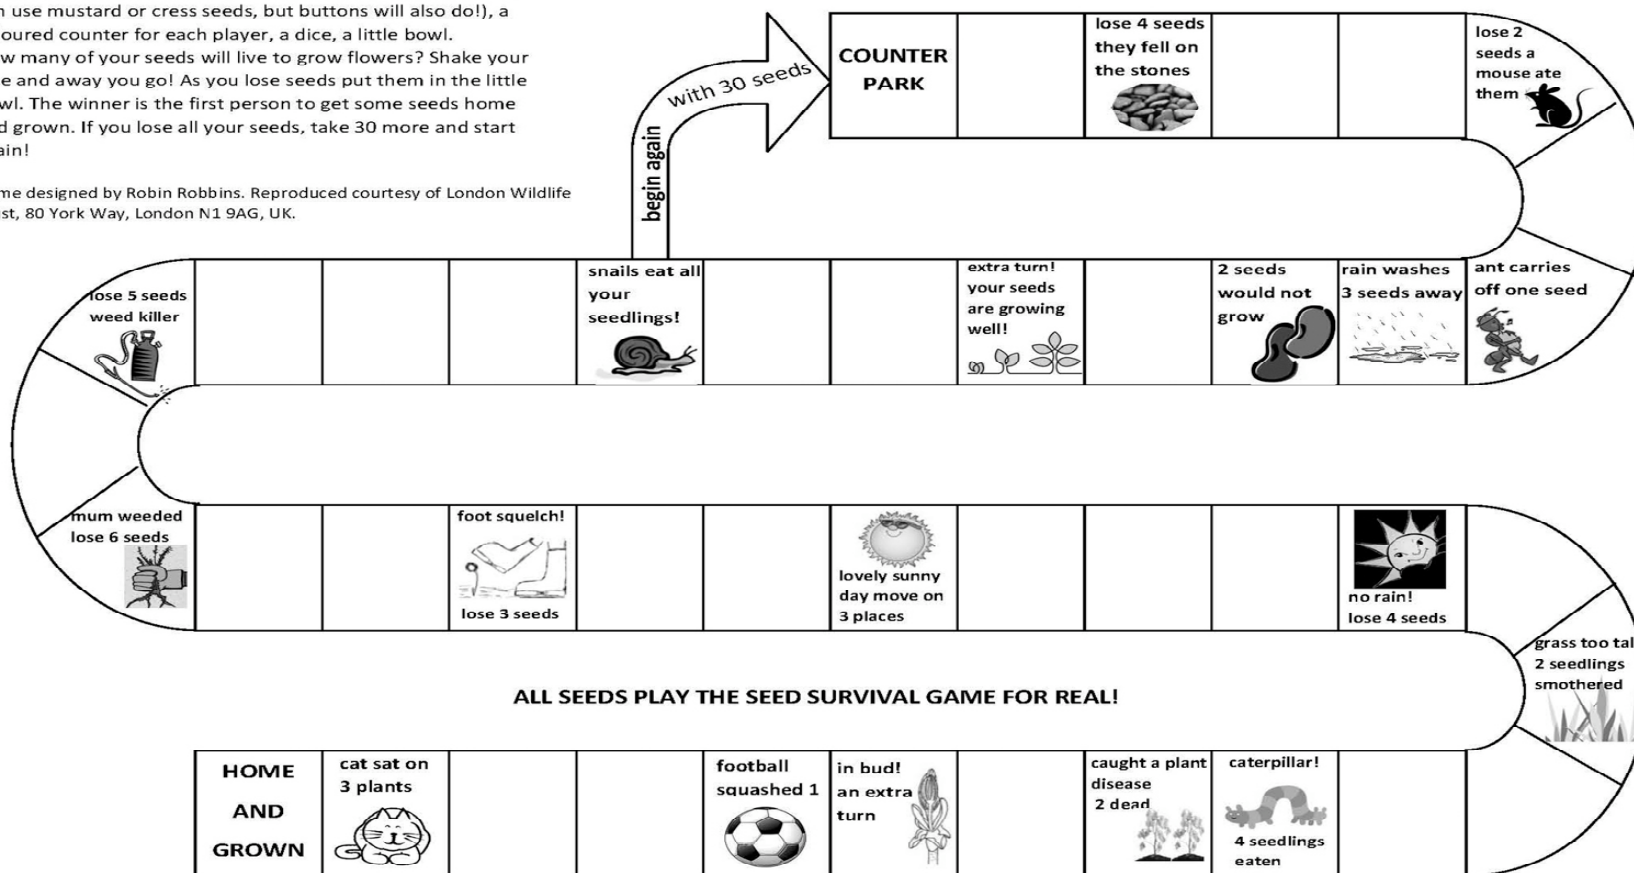 use mustard or cress seeds, but buttons will also do!), a
oured counter for each player, a dice, a little bowl.
w many of your seeds will live to grow flowers? Shake your
e and away you go! As you lose seeds put them in the little
wl. The winner is the first person to get some seeds home
d grown. If you lose all your seeds, take 30 more and start
ain!
me designed by Robin Robbins. Reproduced courtesy of London Wildlife
st, 80 York Way, London N1 9AG, UK.
begin again
with 30 seeds
COUNTER
PARK
lose 4 seeds
they fell on
the stones
lose 2
seeds a
mouse ate
them
ant carries
off one seed
rain washes
3 seeds away
2 seeds
would not
grow
extra turn!
your seeds
are growing
well!
snails eat all
your
seedlings!
lose 5 seeds
weed killer
mum weeded
lose 6 seeds
foot squelch!
lose 3 seeds
lovely sunny
day move on
3 places
no rain!
lose 4 seeds
grass too tal
2 seedlings
smothered
ALL SEEDS PLAY THE SEED SURVIVAL GAME FOR REAL!
caterpillar!
4 seedlings
eaten
caught a plant
disease
2 dead
in bud!
an extra
turn
football
squashed 1
cat sat on
3 plants
HOME
AND
GROWN